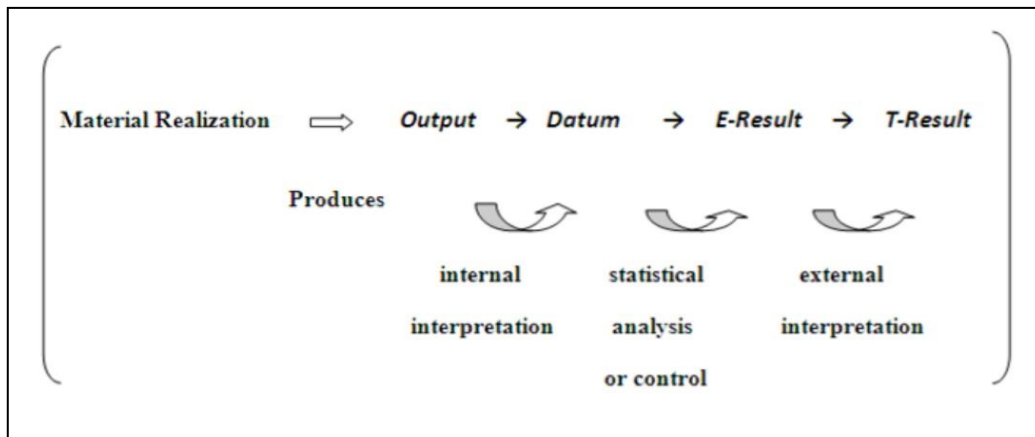 Material Realization ⇨ Output → Datum → E-Result → T-Result
Produces
internal statistical external
interpretation analysis interpretation
or control